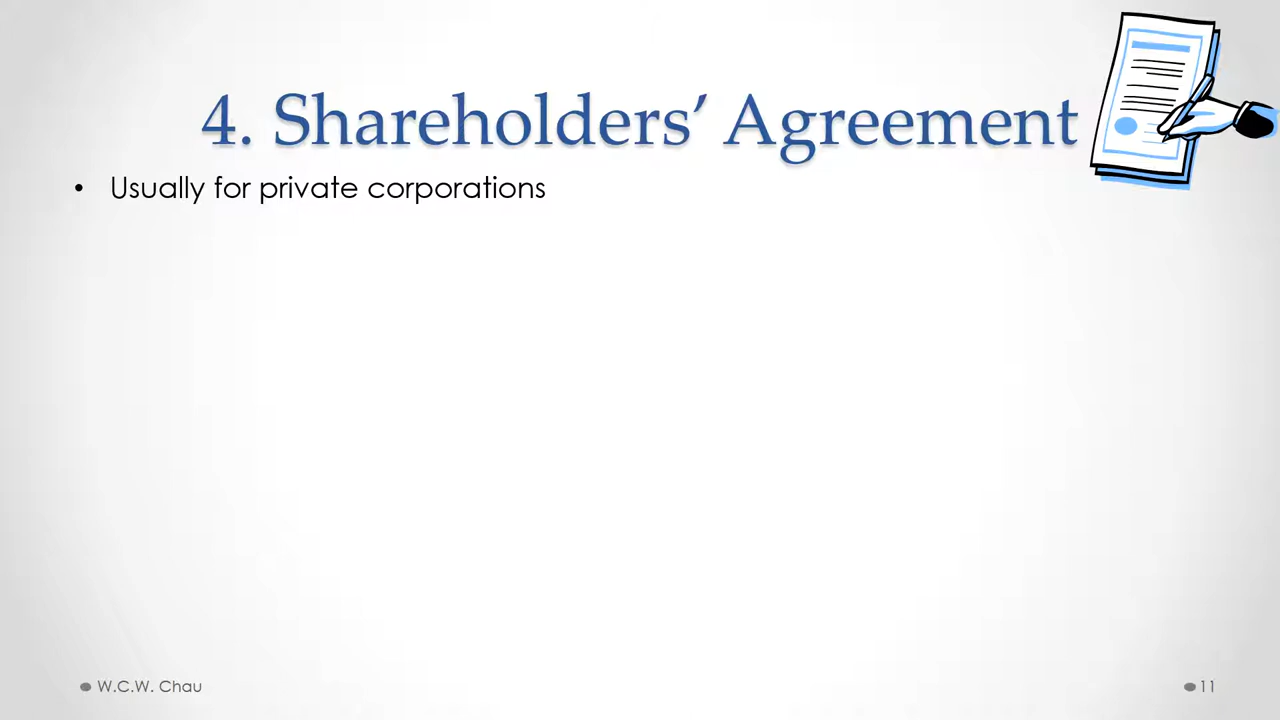 4. Shareholders’ Agreement
• Usually for private corporations
W.C.W. Chau
11